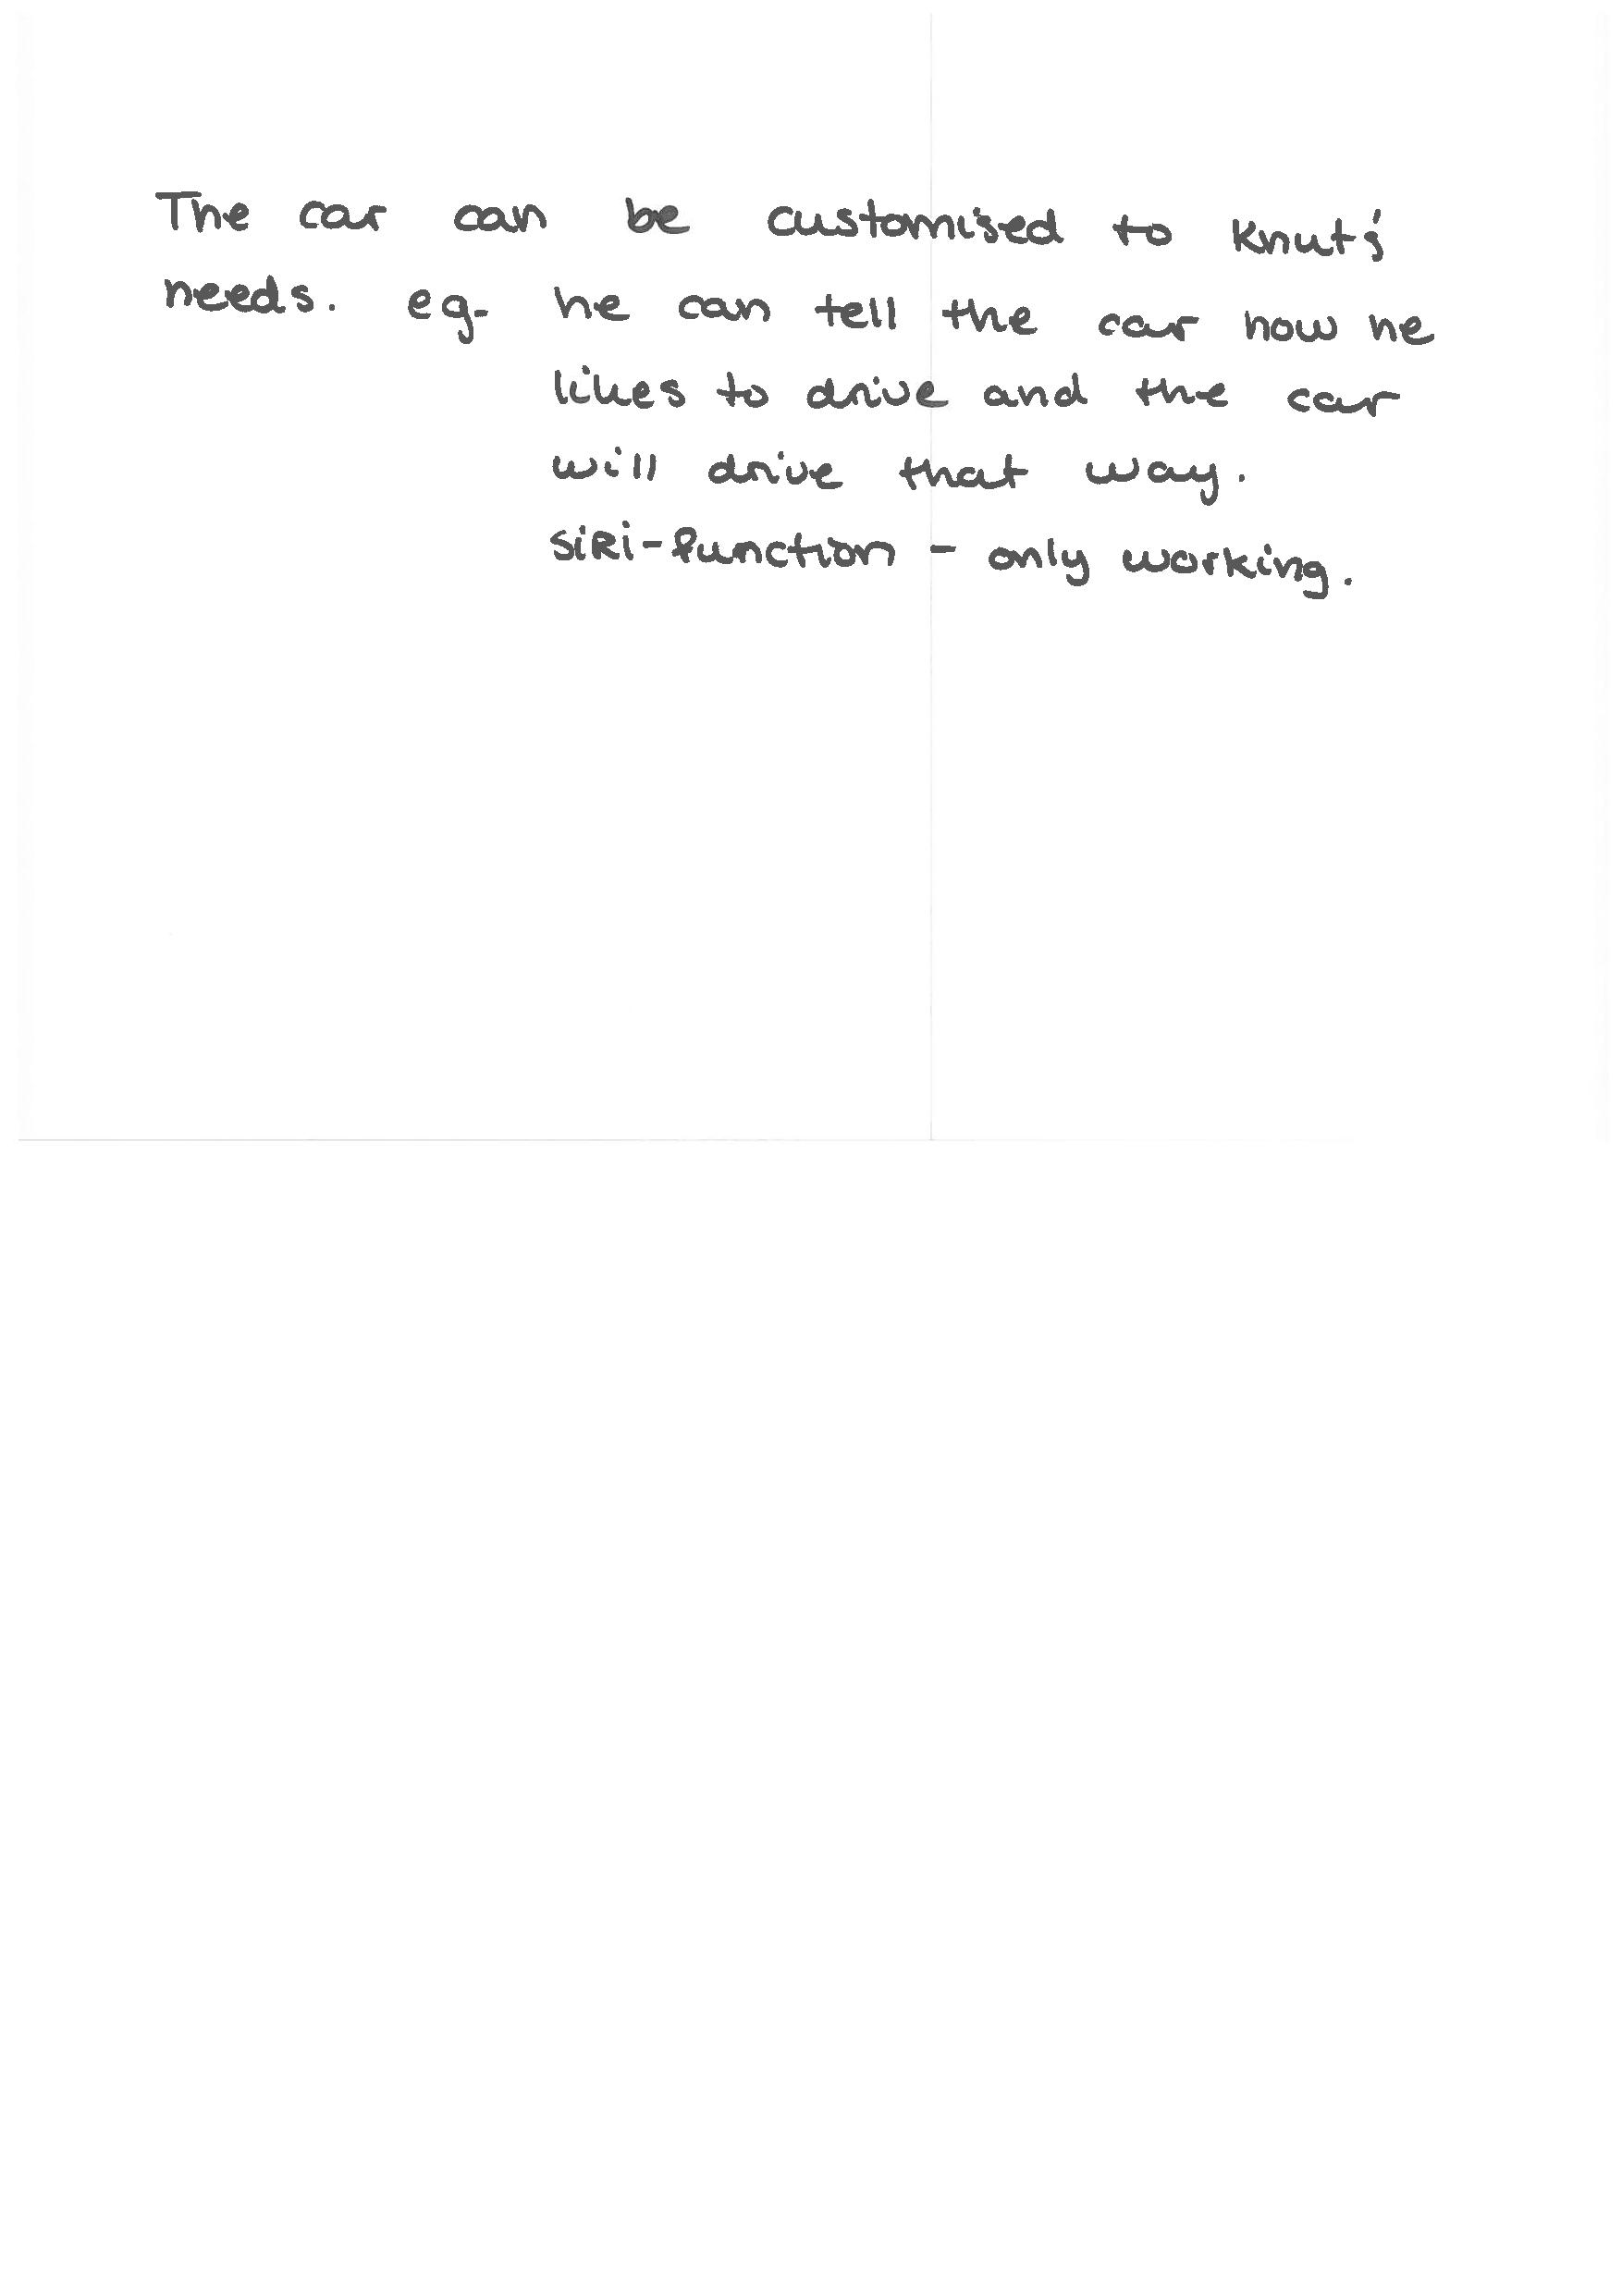 The car can be customised to Knut's
needs. eg. he can tell the car how he
likes to drive and the car
will drive that way.
SiRi-function - only working.